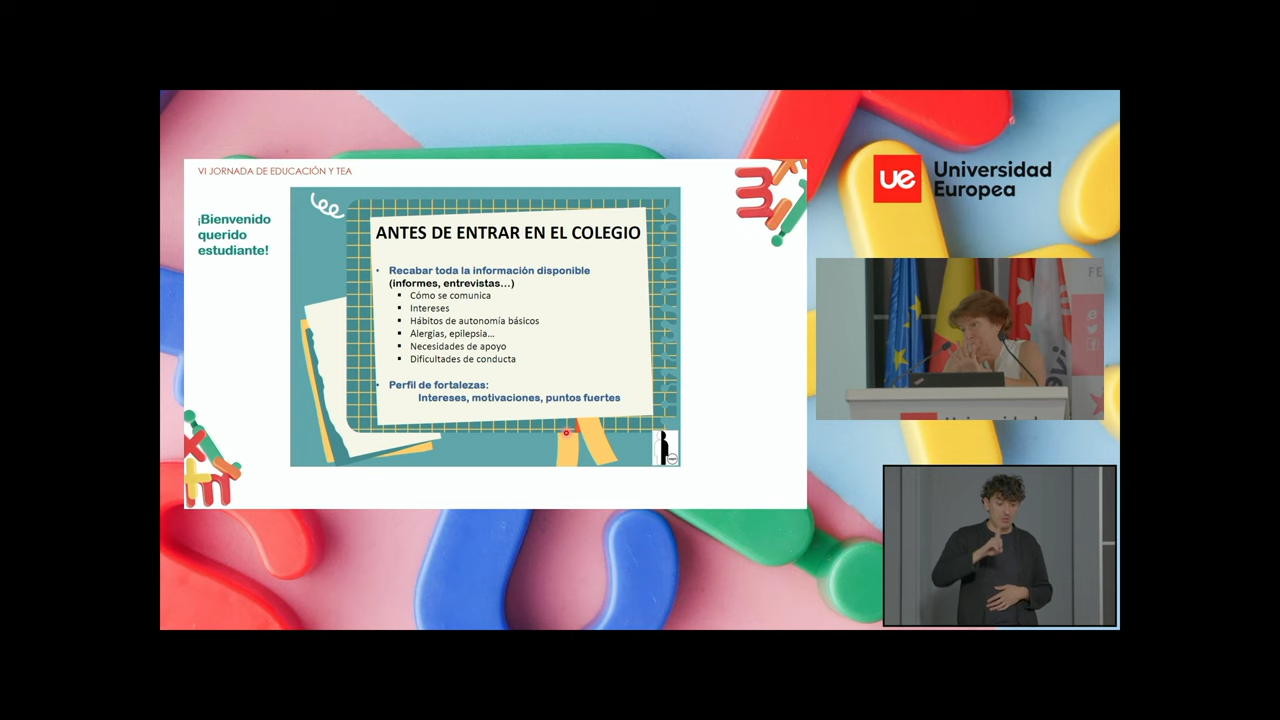 VI JORNADA DE EDUCACIÓN Y TEA
¡Bienvenido
querido
estudiante!
ANTES DE ENTRAR EN EL COLEGIO
• Recabar toda la información disponible
(informes, entrevistas...)
▪ Cómo se comunica
▪ Intereses
▪ Hábitos de autonomía básicos
▪ Alergias, epilepsia...
▪ Necesidades de apoyo
▪ Dificultades de conducta
• Perfil de fortalezas:
Intereses, motivaciones, puntos fuertes
ue Universidad
Europea
FE